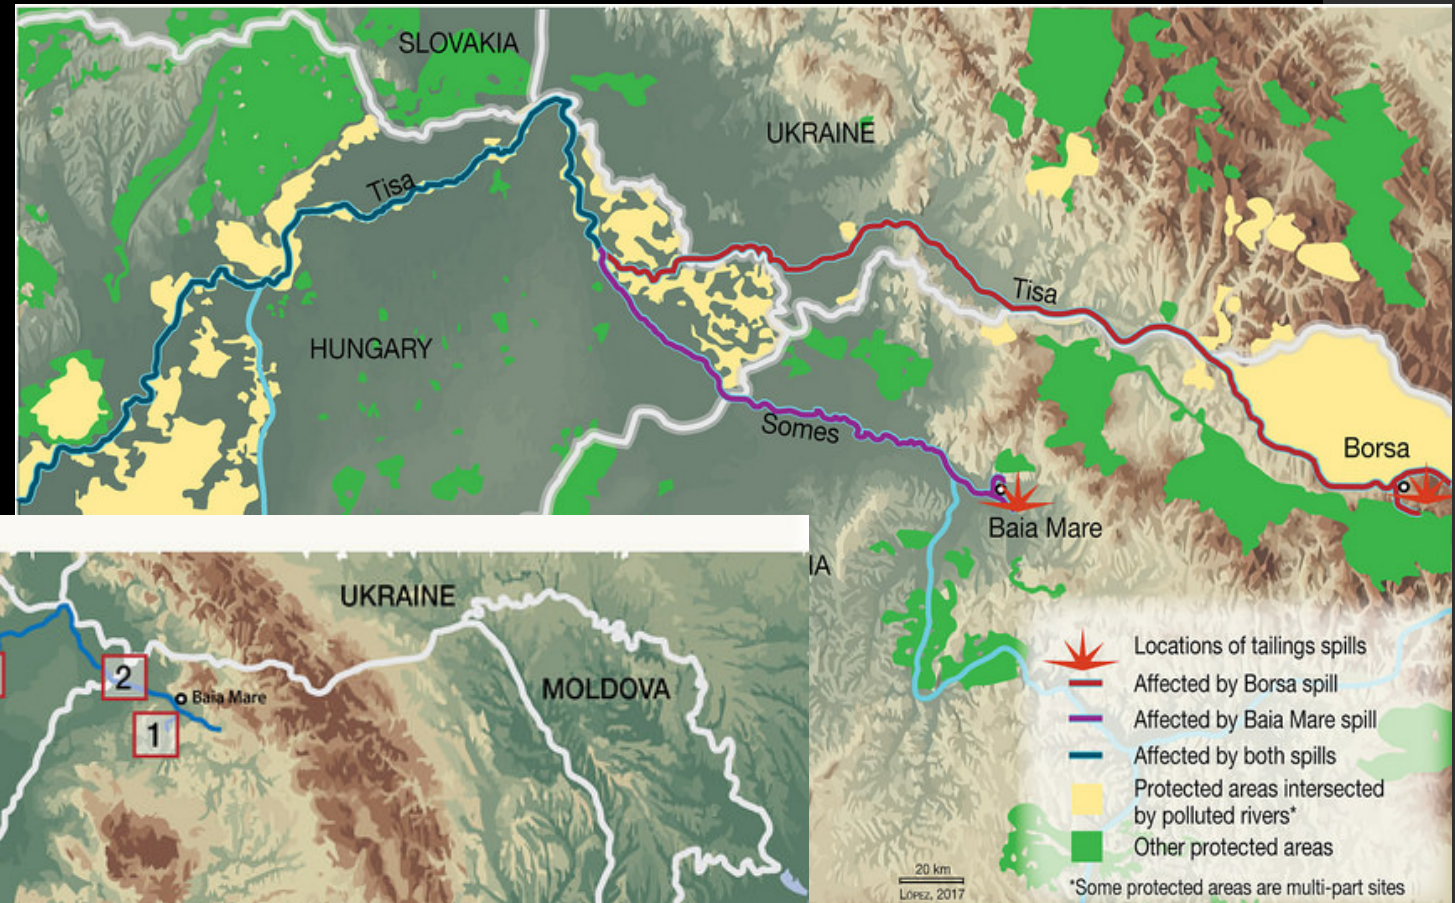 SLOVAKIA
UKRAINE
Tisa
Tisa
HUNGARY
Somes
Borsa
Baia Mare
IA
UKRAINE
2
Baia Mare
MOLDOVA
1
Locations of tailings spills
Affected by Borsa spill
Affected by Baia Mare spill
Affected by both spills
Protected areas intersected
by polluted rivers*
Other protected areas
20 km
LÓPEZ, 2017
*Some protected areas are multi-part sites